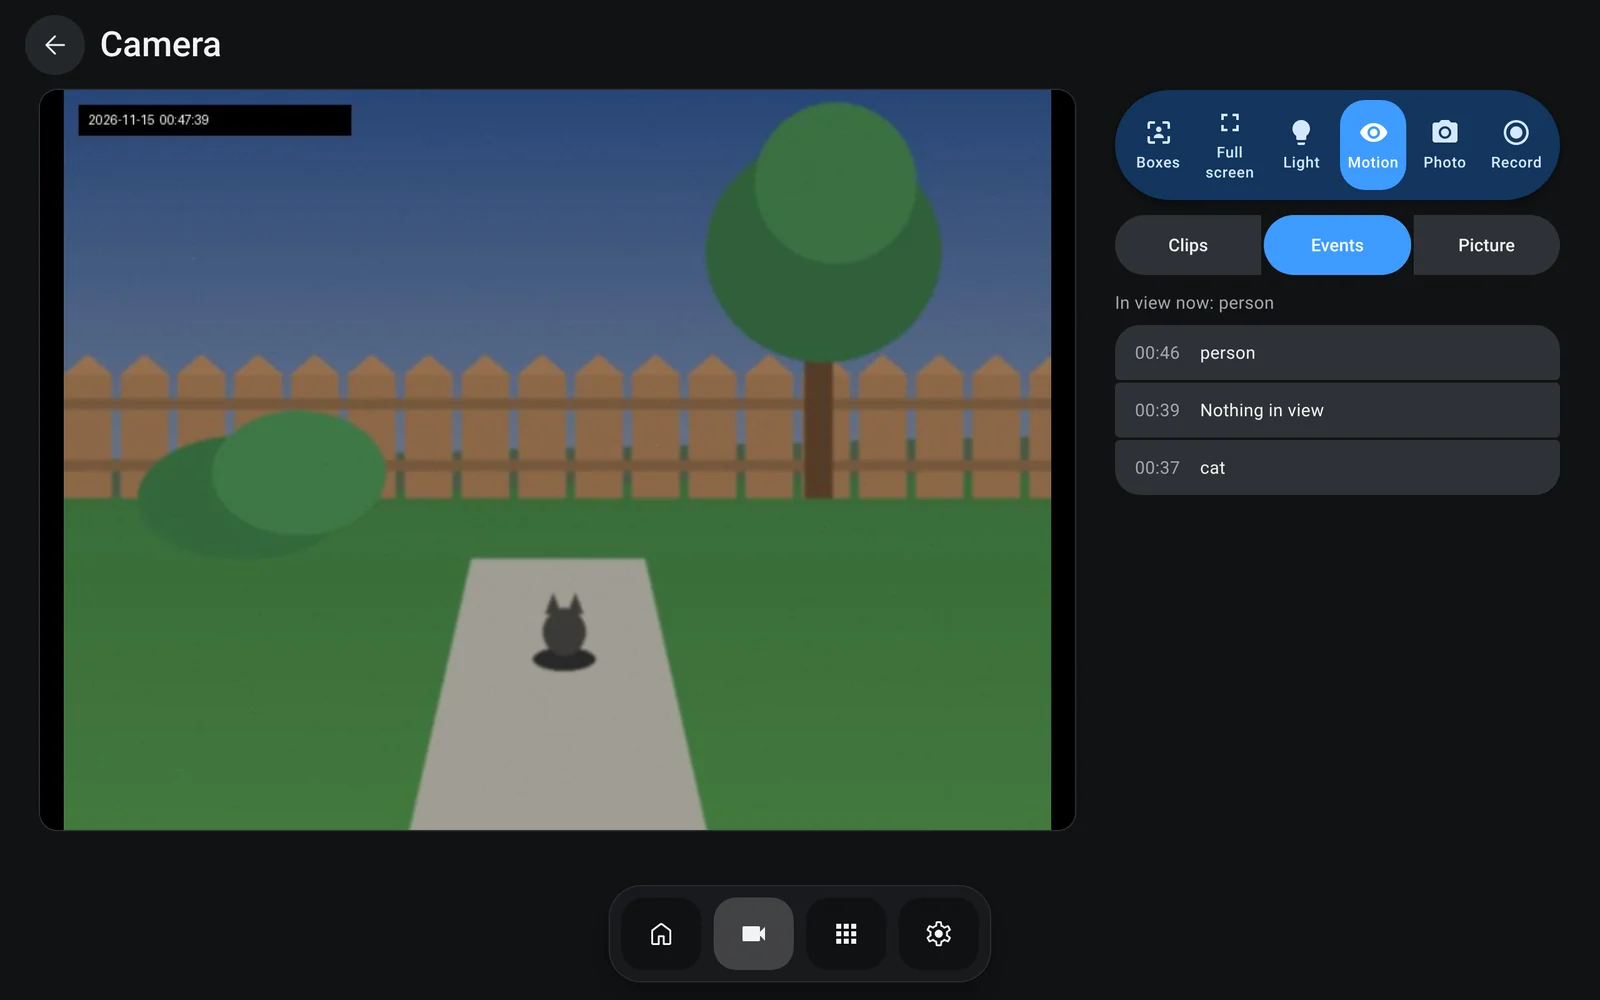 Camera
2026-11-15 00:47:39
Boxes
Full
screen
Light
Motion
Photo
Record
Clips
Events
Picture
In view now: person
00:46 person
00:39 Nothing in view
00:37 cat